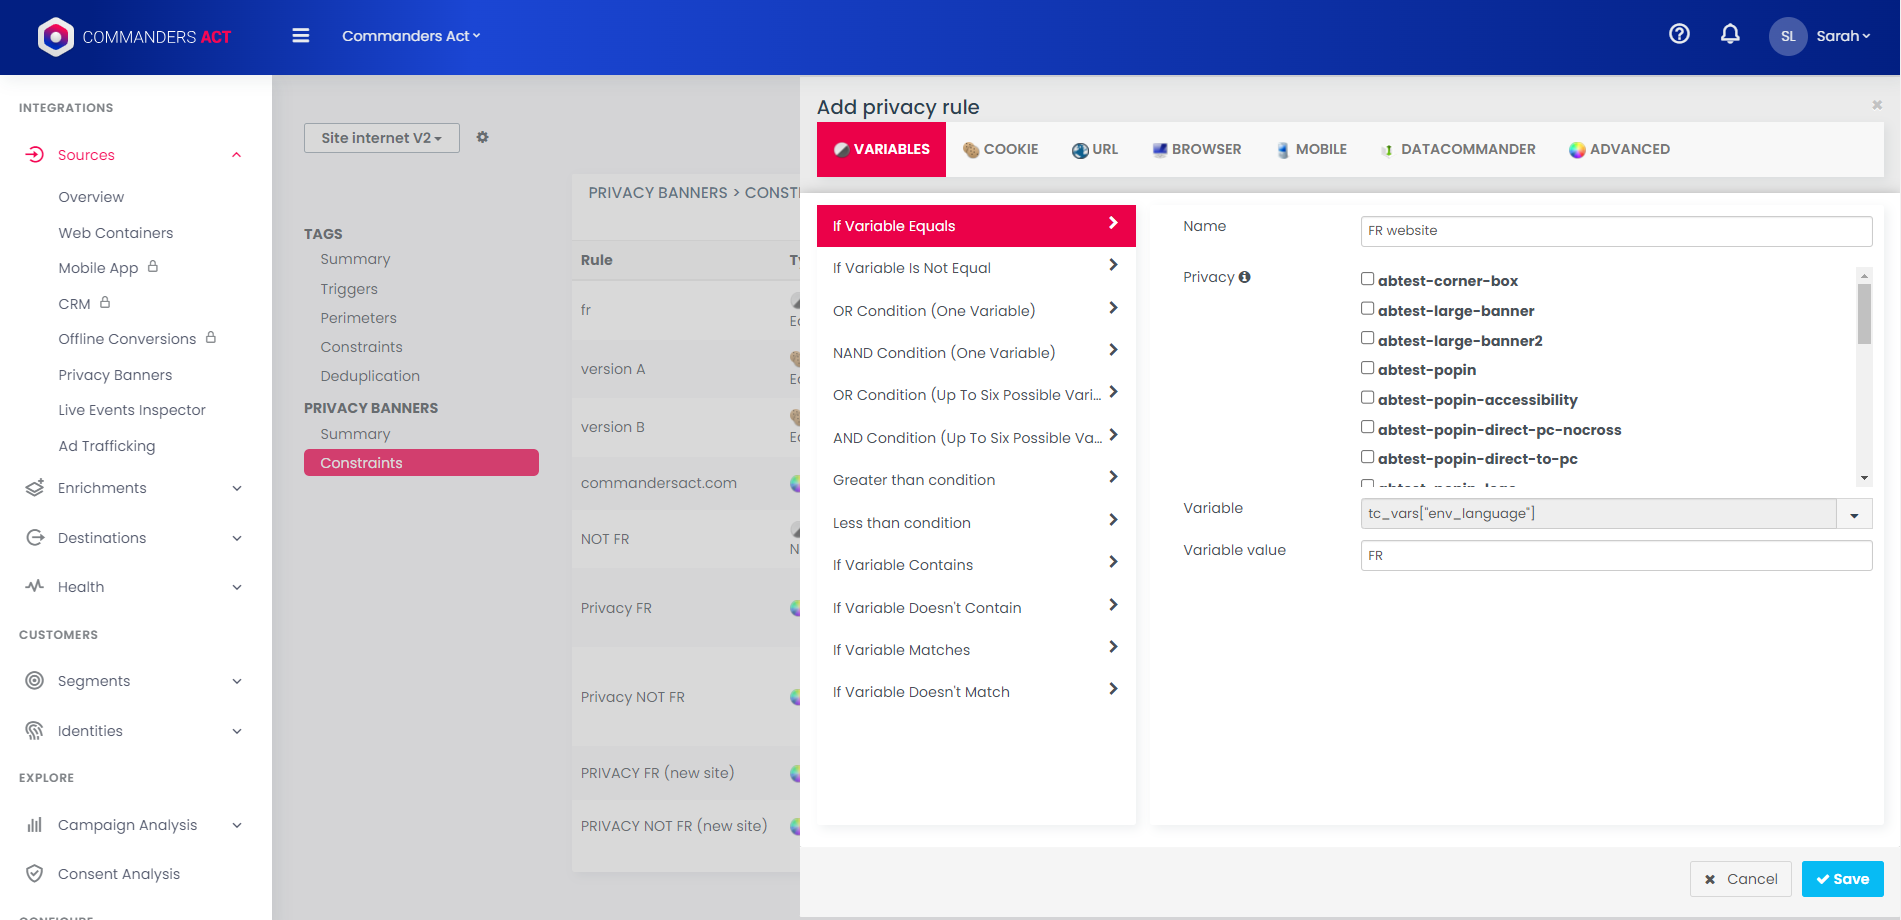 COMMANDERS ACT
Commanders Act
SL
Sarah
INTEGRATIONS
Sources
Overview
Web Containers
Mobile App
CRM
Offline Conversions
Privacy Banners
Live Events Inspector
Ad Trafficking
Enrichments
Destinations
Health
CUSTOMERS
Segments
Identities
EXPLORE
Campaign Analysis
Consent Analysis
Site internet V2
TAGS
Summary
Triggers
Perimeters
Constraints
Deduplication
PRIVACY BANNERS
Summary
Constraints
PRIVACY BANNERS > CONSTI
Rule
fr
version A
version B
commandersact.com
NOT FR
Privacy FR
Privacy NOT FR
PRIVACY FR (new site)
PRIVACY NOT FR (new site)
Add privacy rule
VARIABLES
COOKIE
URL
BROWSER
MOBILE
DATACOMMANDER
ADVANCED
If Variable Equals
If Variable Is Not Equal
OR Condition (One Variable)
NAND Condition (One Variable)
OR Condition (Up To Six Possible Vari...
AND Condition (Up To Six Possible Va...
Greater than condition
Less than condition
If Variable Contains
If Variable Doesn't Contain
If Variable Matches
If Variable Doesn't Match
Name
FR website
Privacy
abtest-corner-box
abtest-large-banner
abtest-large-banner2
abtest-popin
abtest-popin-accessibility
abtest-popin-direct-pc-nocross
abtest-popin-direct-to-pc
Variable
tc_vars["env_language"]
Variable value
FR
Cancel
Save